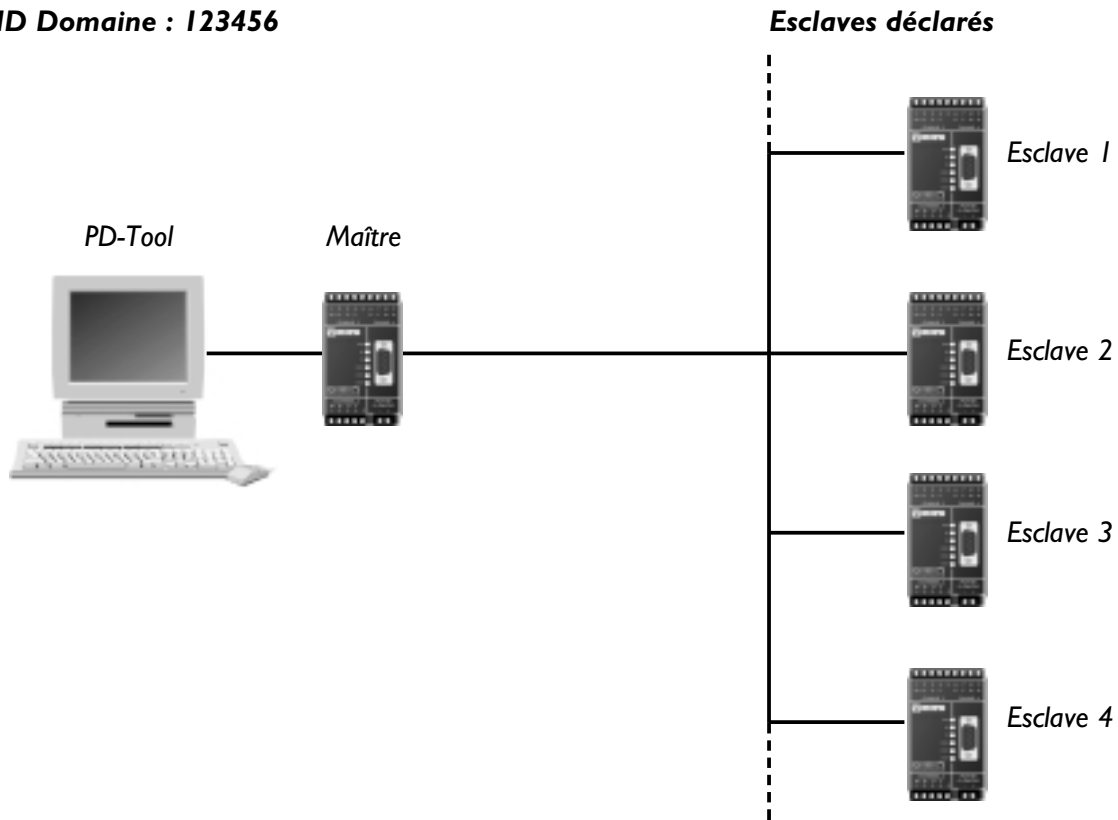 ID Domaine : 123456
Esclaves déclarés
Esclave 1
PD-Tool
Maître
Esclave 2
Esclave 3
Esclave 4